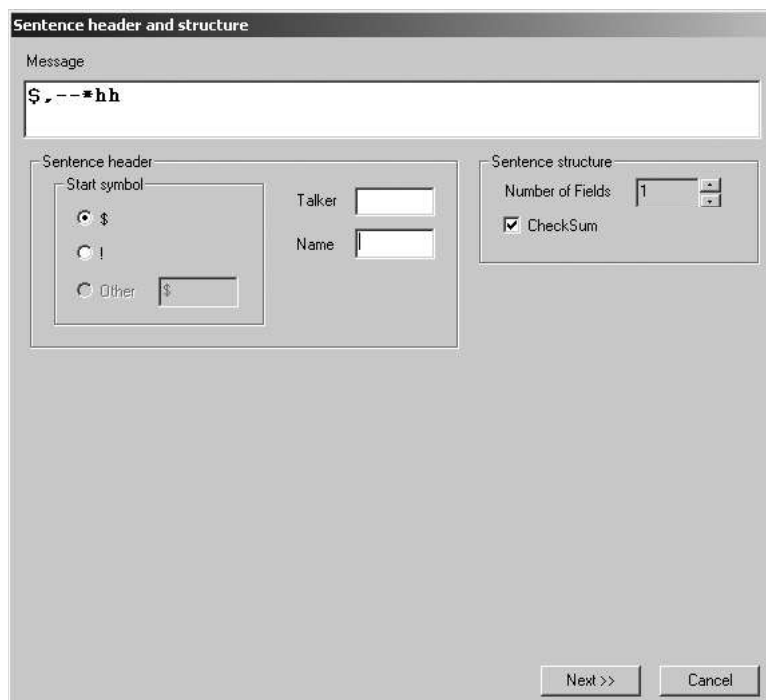 Sentence header and structure
Message
$,--*hh
Sentence header
Start symbol
$
!
Other $
Talker
Name
Sentence structure
Number of Fields 1
CheckSum
Next >> Cancel